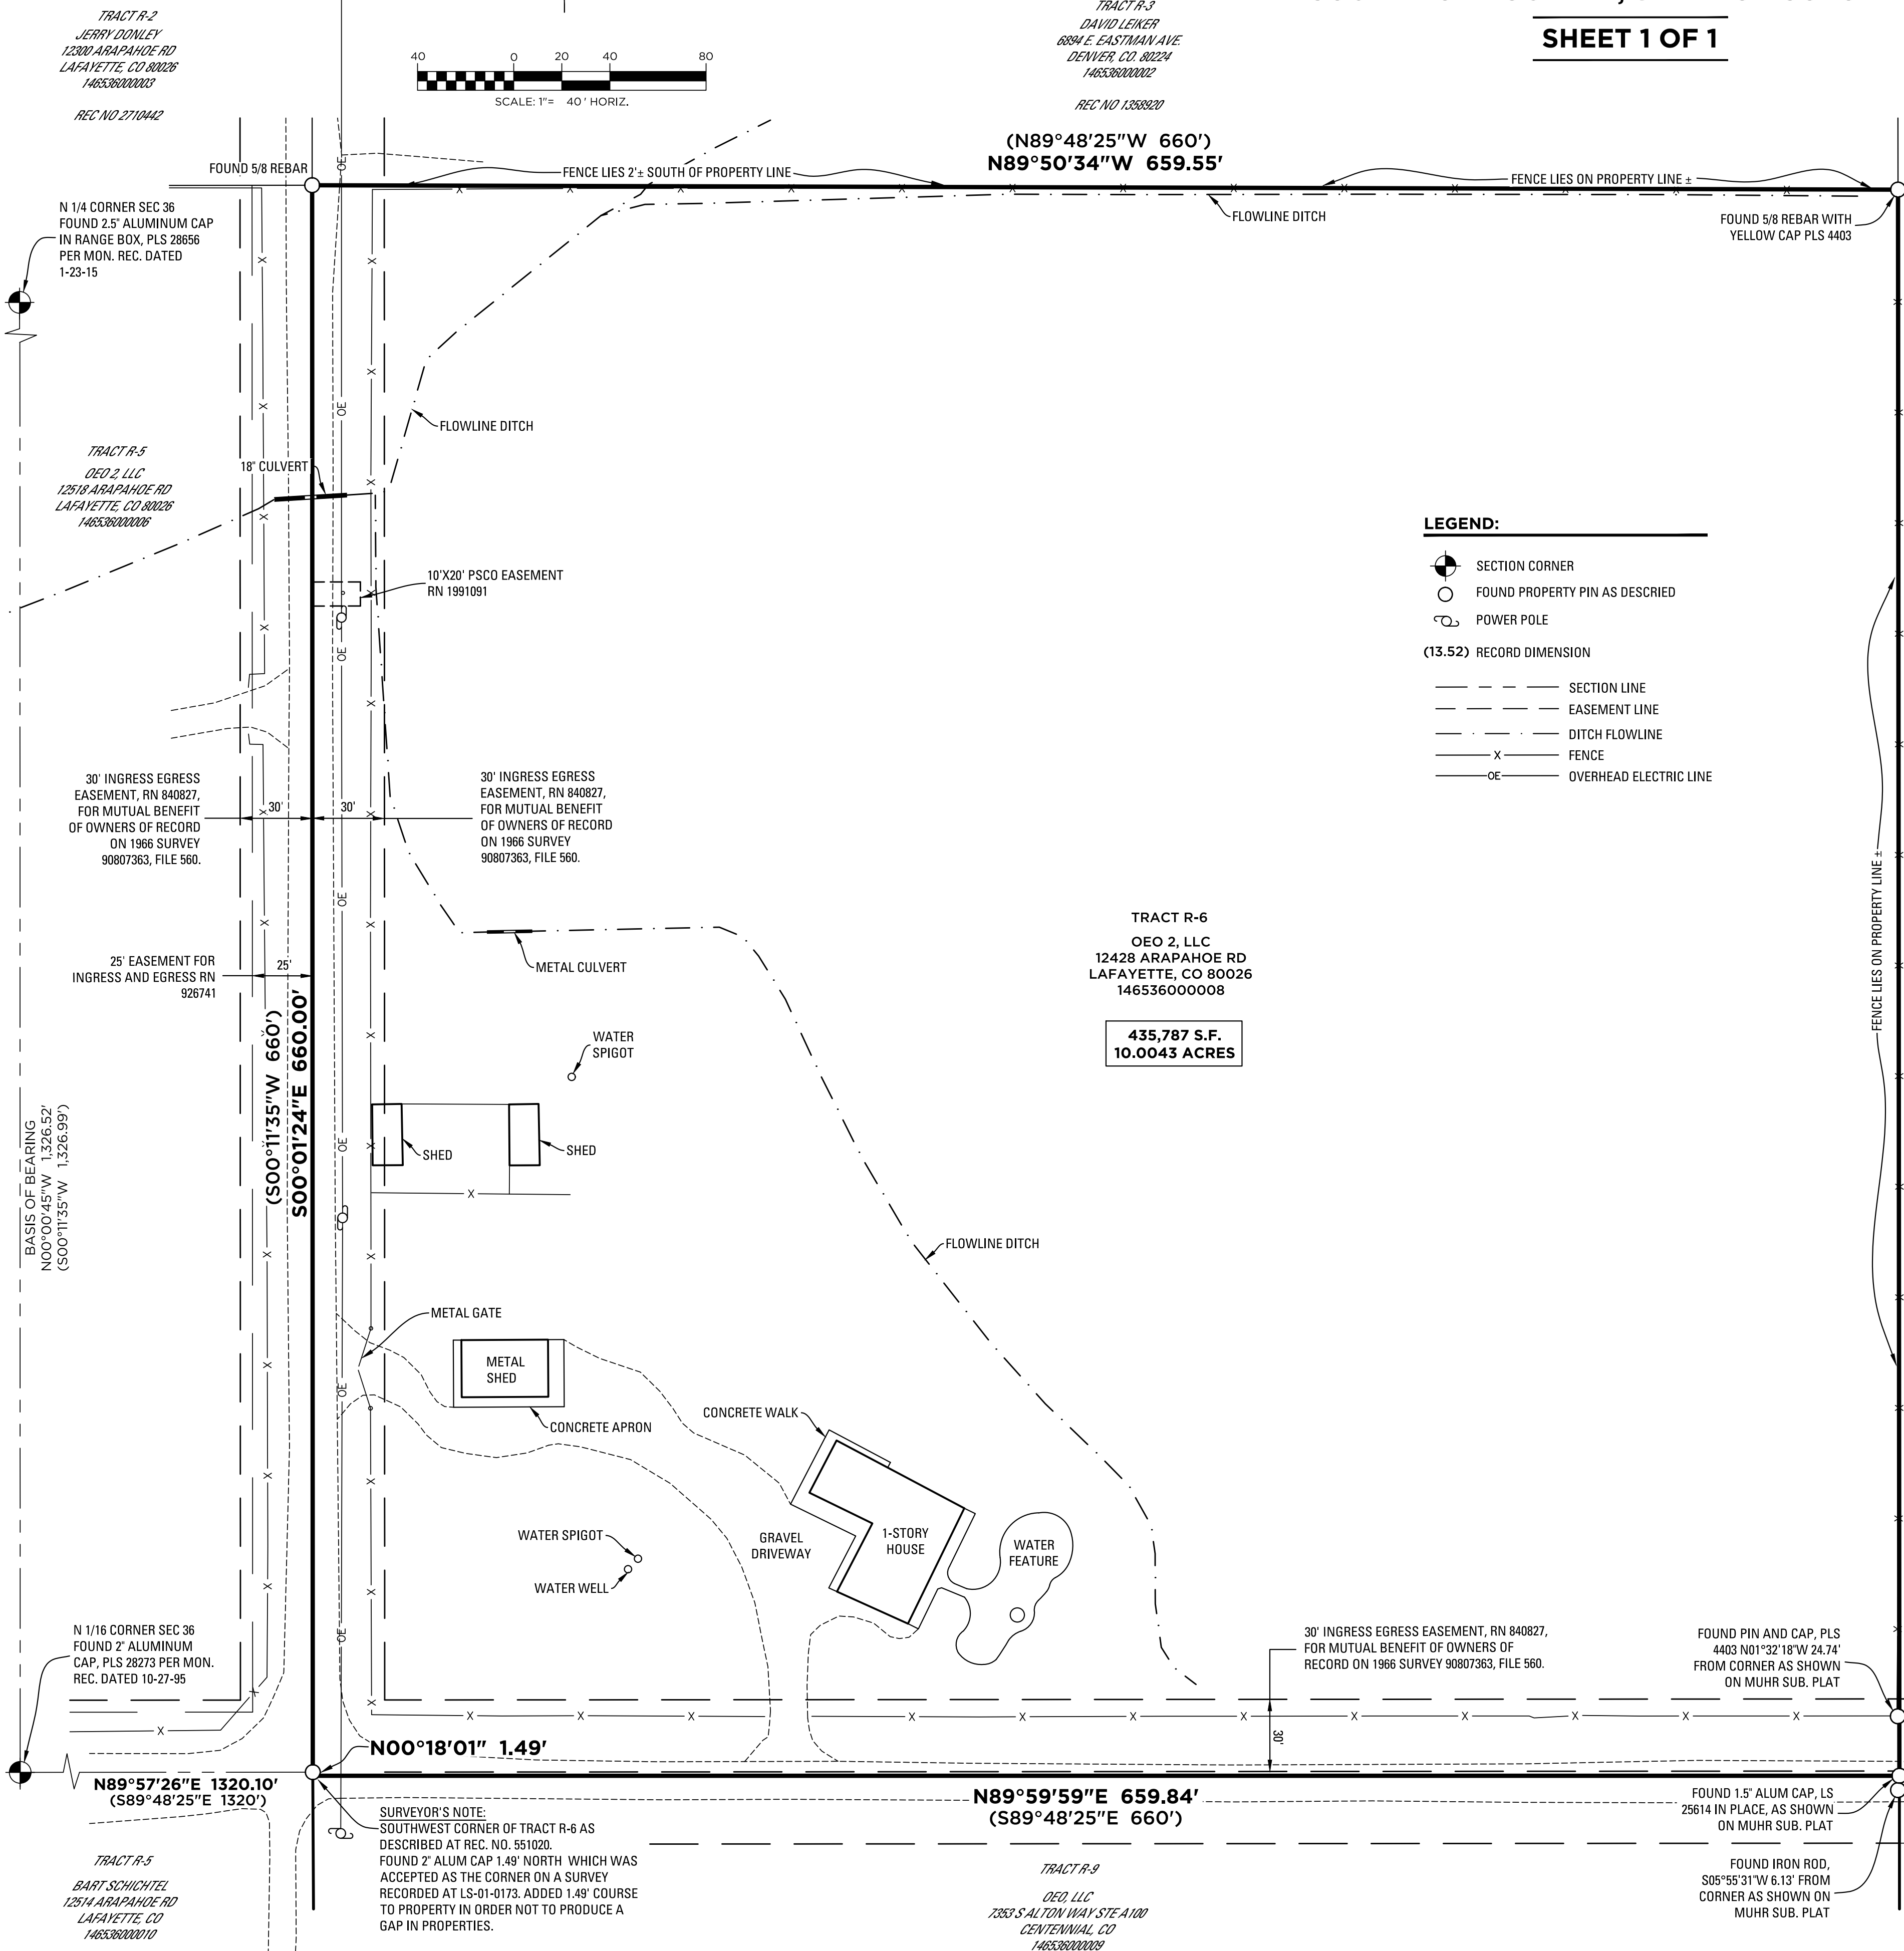 TRACT R-2
JERRY DONLEY
12300 ARAPAHOE RD
LAFAYETTE, CO 80026
146536000003
REC NO 2710442
40 0 20 40 80
SCALE: 1"= 40' HORIZ.
TRACT R-3
DAVID LEIKER
6894 E. EASTMAN AVE.
DENVER, CO. 80224
146536000002
REC NO 1358920
SHEET 1 OF 1
(N89°48'25"W 660')
N89°50'34"W 659.55'
FOUND 5/8 REBAR
FENCE LIES 2'± SOUTH OF PROPERTY LINE
FENCE LIES ON PROPERTY LINE ±
FLOWLINE DITCH
FOUND 5/8 REBAR WITH
YELLOW CAP PLS 4403
N 1/4 CORNER SEC 36
FOUND 2.5" ALUMINUM CAP
IN RANGE BOX, PLS 28656
PER MON. REC. DATED
1-23-15
FLOWLINE DITCH
TRACT R-5
OEO 2, LLC
12518 ARAPAHOE RD
LAFAYETTE, CO 80026
146536000006
18" CULVERT
10'X20' PSCO EASEMENT
RN 1991091
LEGEND:
SECTION CORNER
FOUND PROPERTY PIN AS DESCRIED
POWER POLE
(13.52) RECORD DIMENSION
SECTION LINE
EASEMENT LINE
DITCH FLOWLINE
X FENCE
OE OVERHEAD ELECTRIC LINE
30' INGRESS EGRESS
EASEMENT, RN 840827,
FOR MUTUAL BENEFIT
OF OWNERS OF RECORD
ON 1966 SURVEY
90807363, FILE 560.
30'
30'
30' INGRESS EGRESS
EASEMENT, RN 840827,
FOR MUTUAL BENEFIT
OF OWNERS OF RECORD
ON 1966 SURVEY
90807363, FILE 560.
FENCE LIES ON PROPERTY LINE ±
25' EASEMENT FOR
INGRESS AND EGRESS RN
926741
25'
METAL CULVERT
TRACT R-6
OEO 2, LLC
12428 ARAPAHOE RD
LAFAYETTE, CO 80026
146536000008
435,787 S.F.
10.0043 ACRES
(S00°11'35"W 660')
S00°01'24"E 660.00'
WATER
SPIGOT
SHED
SHED
BASIS OF BEARING
N00°00'45"W 1,326.52'
(S00°11'35"W 1,326.99')
FLOWLINE DITCH
METAL GATE
METAL
SHED
CONCRETE APRON
CONCRETE WALK
WATER SPIGOT
WATER WELL
GRAVEL
DRIVEWAY
1-STORY
HOUSE
WATER
FEATURE
N 1/16 CORNER SEC 36
FOUND 2" ALUMINUM
CAP, PLS 28273 PER MON.
REC. DATED 10-27-95
30' INGRESS EGRESS EASEMENT, RN 840827,
FOR MUTUAL BENEFIT OF OWNERS OF
RECORD ON 1966 SURVEY 90807363, FILE 560.
30'
FOUND PIN AND CAP, PLS
4403 N01°32'18"W 24.74'
FROM CORNER AS SHOWN
ON MUHR SUB. PLAT
N00°18'01" 1.49'
N89°57'26"E 1320.10'
(S89°48'25"E 1320')
N89°59'59"E 659.84'
(S89°48'25"E 660')
SURVEYOR'S NOTE:
SOUTHWEST CORNER OF TRACT R-6 AS
DESCRIBED AT REC. NO. 551020.
FOUND 2" ALUM CAP 1.49' NORTH WHICH WAS
ACCEPTED AS THE CORNER ON A SURVEY
RECORDED AT LS-01-0173. ADDED 1.49' COURSE
TO PROPERTY IN ORDER NOT TO PRODUCE A
GAP IN PROPERTIES.
FOUND 1.5" ALUM CAP, LS
25614 IN PLACE, AS SHOWN
ON MUHR SUB. PLAT
FOUND IRON ROD,
S05°55'31"W 6.13' FROM
CORNER AS SHOWN ON
MUHR SUB. PLAT
TRACT R-5
BART SCHICHTEL
12514 ARAPAHOE RD
LAFAYETTE, CO
146536000010
TRACT R-9
OEO, LLC
7353 S ALTON WAY STE A100
CENTENNIAL, CO
146536000009